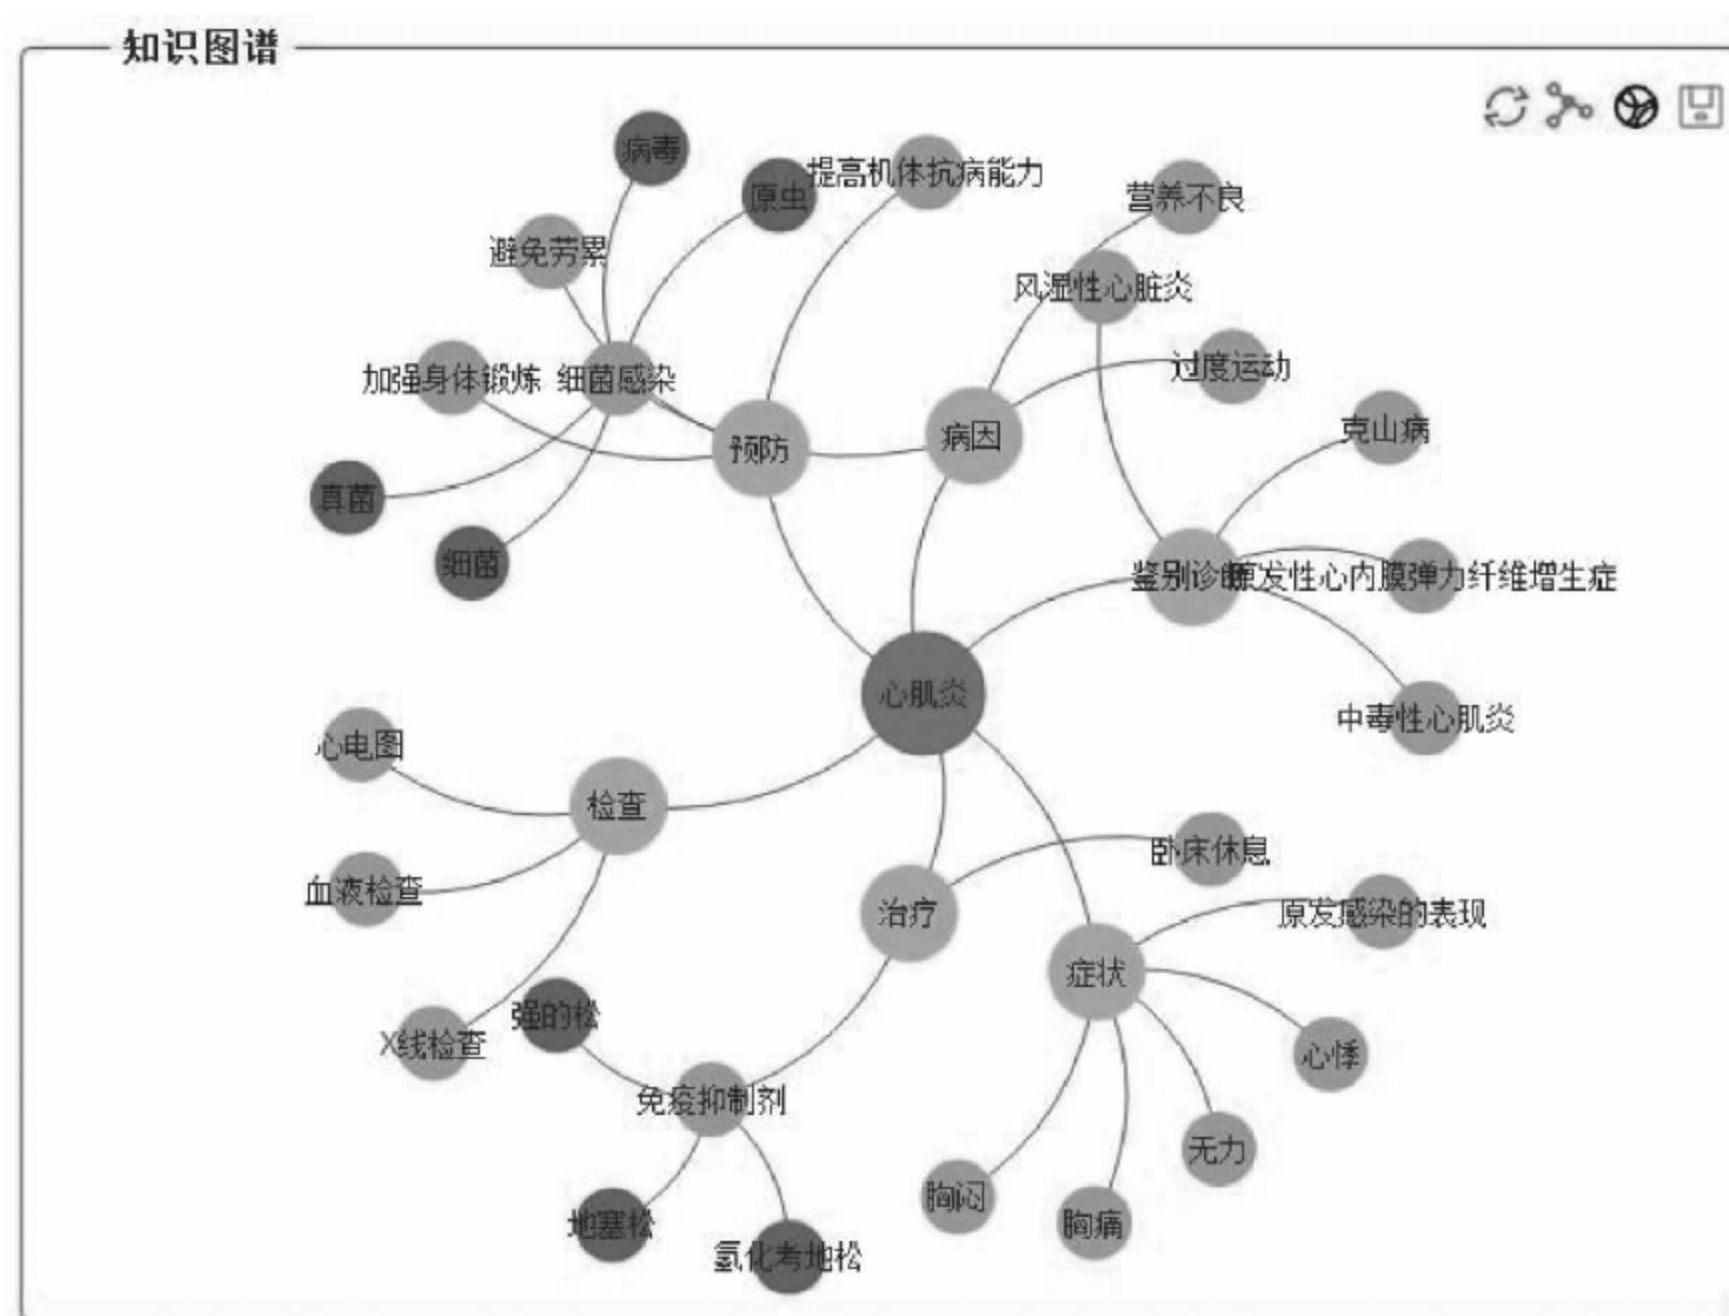 知识图谱
病毒
原虫
提高机体抗病能力
营养不良
避免劳累
风湿性心脏炎
加强身体锻炼
细菌感染
过度运动
预防
病因
克山病
真菌
细菌
鉴别诊断
原发性心内膜弹力纤维增生症
心肌炎
中毒性心肌炎
心电图
检查
卧床休息
血液检查
治疗
原发感染的表现
症状
强的松
X线检查
心悸
免疫抑制剂
无力
胸闷
胸痛
地塞松
氢化考地松